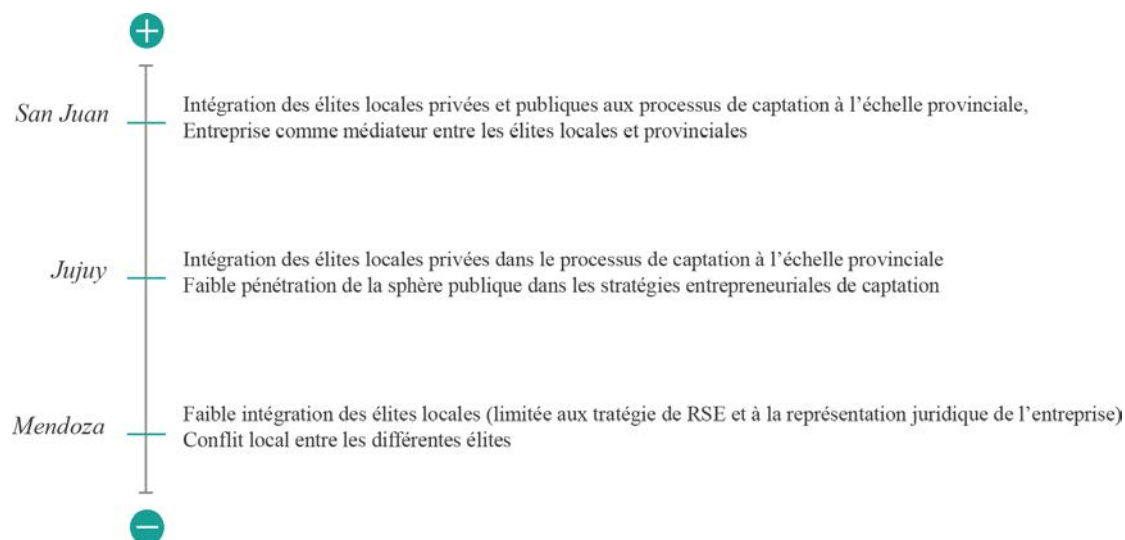 +
San Juan
Intégration des élites locales privées et publiques aux processus de captation à l'échelle provinciale,
Entreprise comme médiateur entre les élites locales et provinciales
Jujuy
Intégration des élites locales privées dans le processus de captation à l'échelle provinciale
Faible pénétration de la sphère publique dans les stratégies entrepreneuriales de captation
Mendoza
Faible intégration des élites locales (limitée aux tratégie de RSE et à la représentation juridique de l'entreprise)
Conflit local entre les différentes élites
−